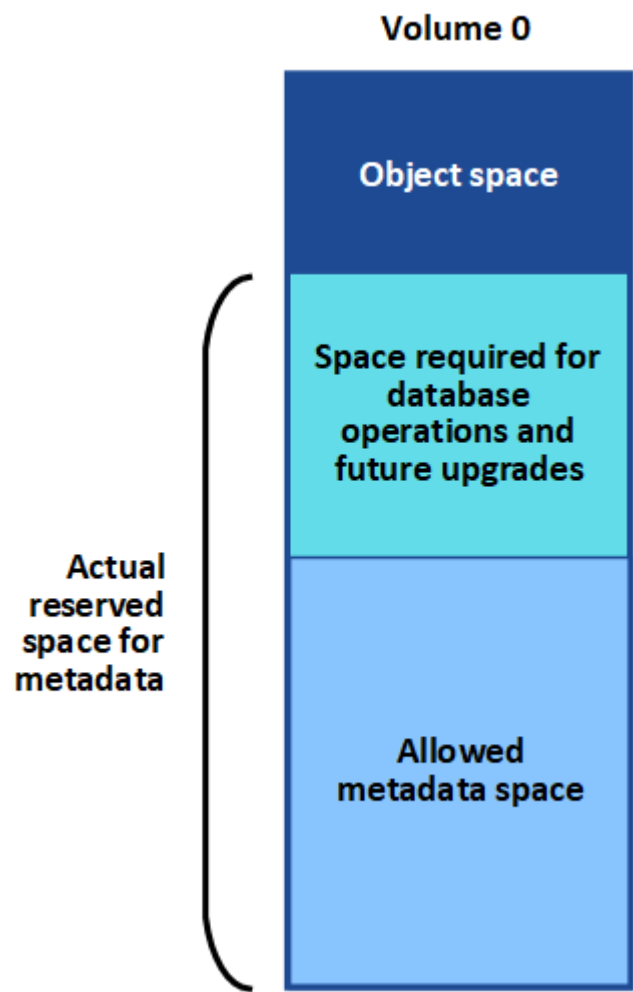 Volume 0
Object space
Space required for
database
operations and
future upgrades
Actual
reserved
space for
metadata
Allowed
metadata space